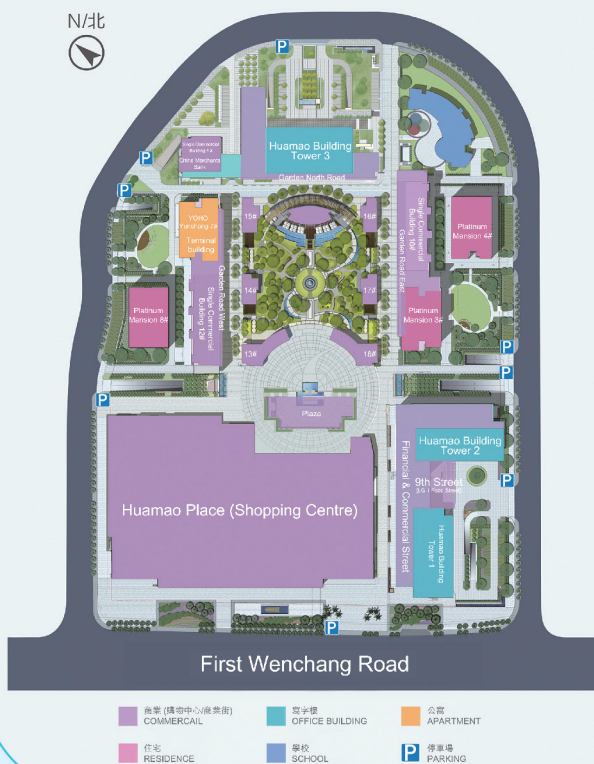 N/北
P
Huamao Building
Tower 3
Single Commercial
China Merchants
Bank
P
P
Garden North Road
YOHO
Yunshang 7#
Terminal
building
15#
16#
Single Commercial
Building 10#
Garden Road East
Platinum
Mansion 4#
Platinum
Mansion 8#
Garden Road West
Single Commercial
Building 12#
14#
17#
Platinum
Mansion 3#
13#
18#
P
P
P
Plaza
Huamao Place (Shopping Centre)
Financial & Commercial Street
Huamao Building
Tower 2
9th Street
P
Huamao Building
Tower 1
P
First Wenchang Road
商業 (購物中心/商業街)
COMMERCAIL
寫字樓
OFFICE BUILDING
公寓
APARTMENT
住宅
RESIDENCE
學校
SCHOOL
P
停車場
PARKING